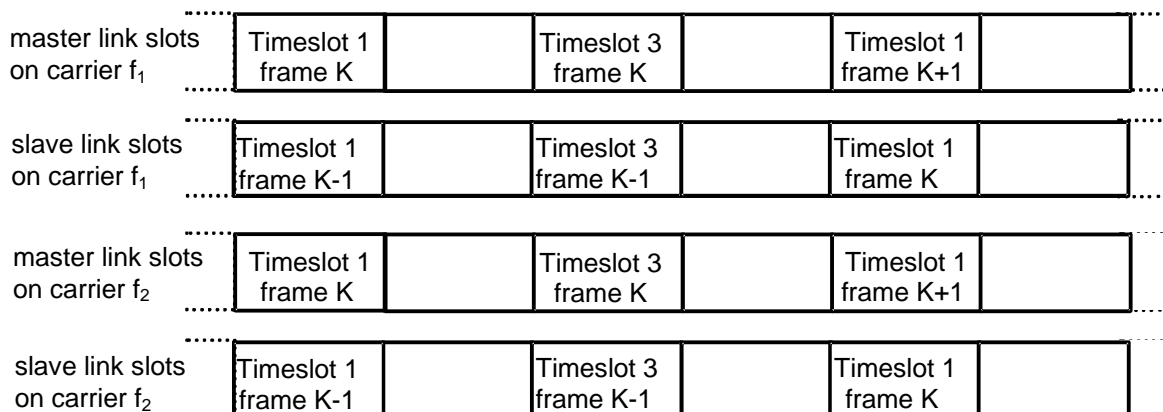 master link slots
on carrier f₁
Timeslot 1
frame K
Timeslot 3
frame K
Timeslot 1
frame K+1
slave link slots
on carrier f₁
Timeslot 1
frame K-1
Timeslot 3
frame K-1
Timeslot 1
frame K
master link slots
on carrier f₂
Timeslot 1
frame K
Timeslot 3
frame K
Timeslot 1
frame K+1
slave link slots
on carrier f₂
Timeslot 1
frame K-1
Timeslot 3
frame K-1
Timeslot 1
frame K